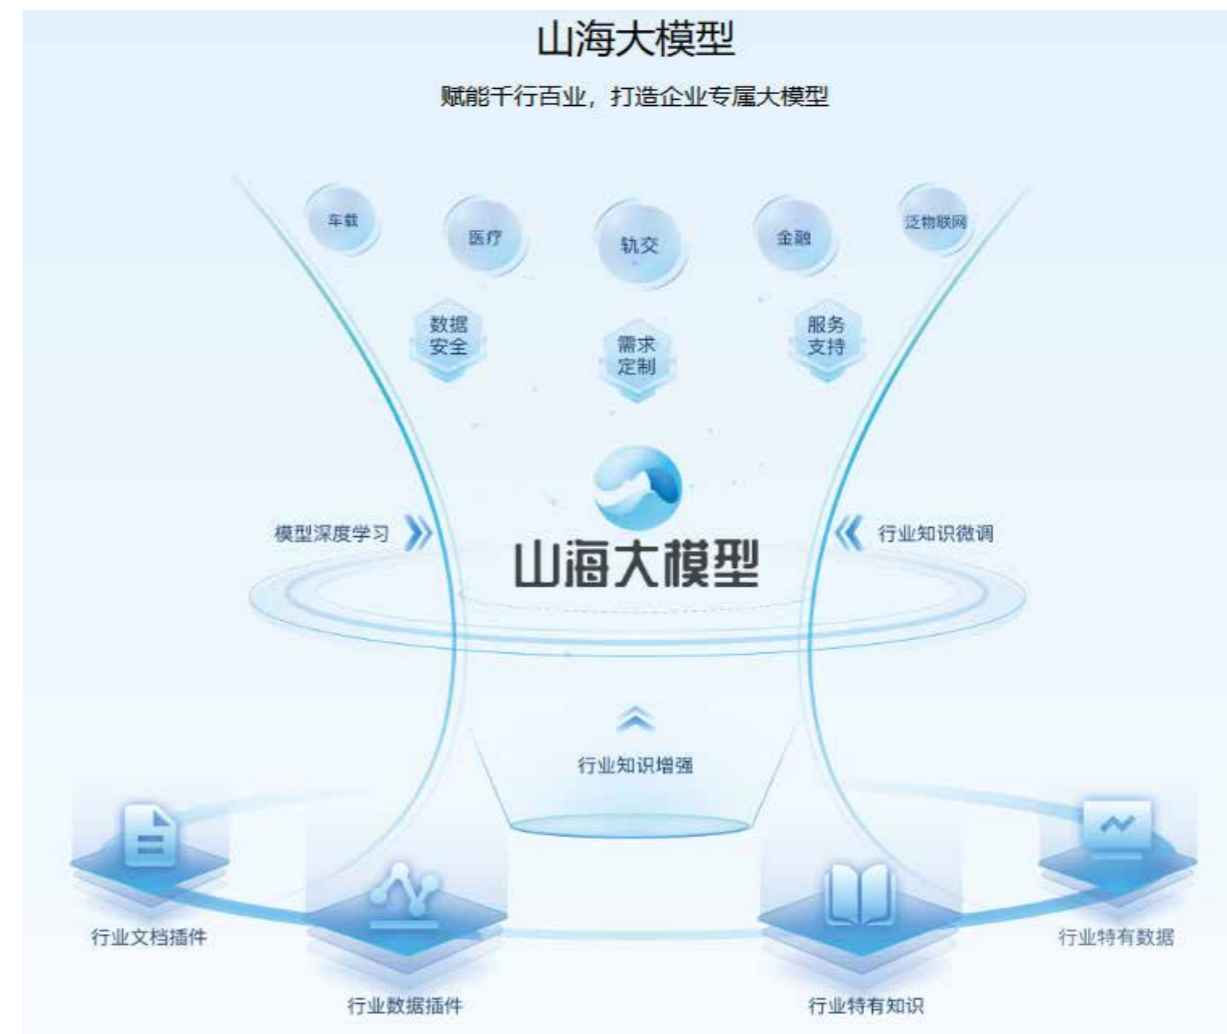 山海大模型
赋能千行百业，打造企业专属大模型
车载
医疗
轨交
金融
泛物联网
数据
安全
需求
定制
服务
支持
模型深度学习
山海大模型
行业知识微调
行业知识增强
行业文档插件
行业数据插件
行业特有知识
行业特有数据